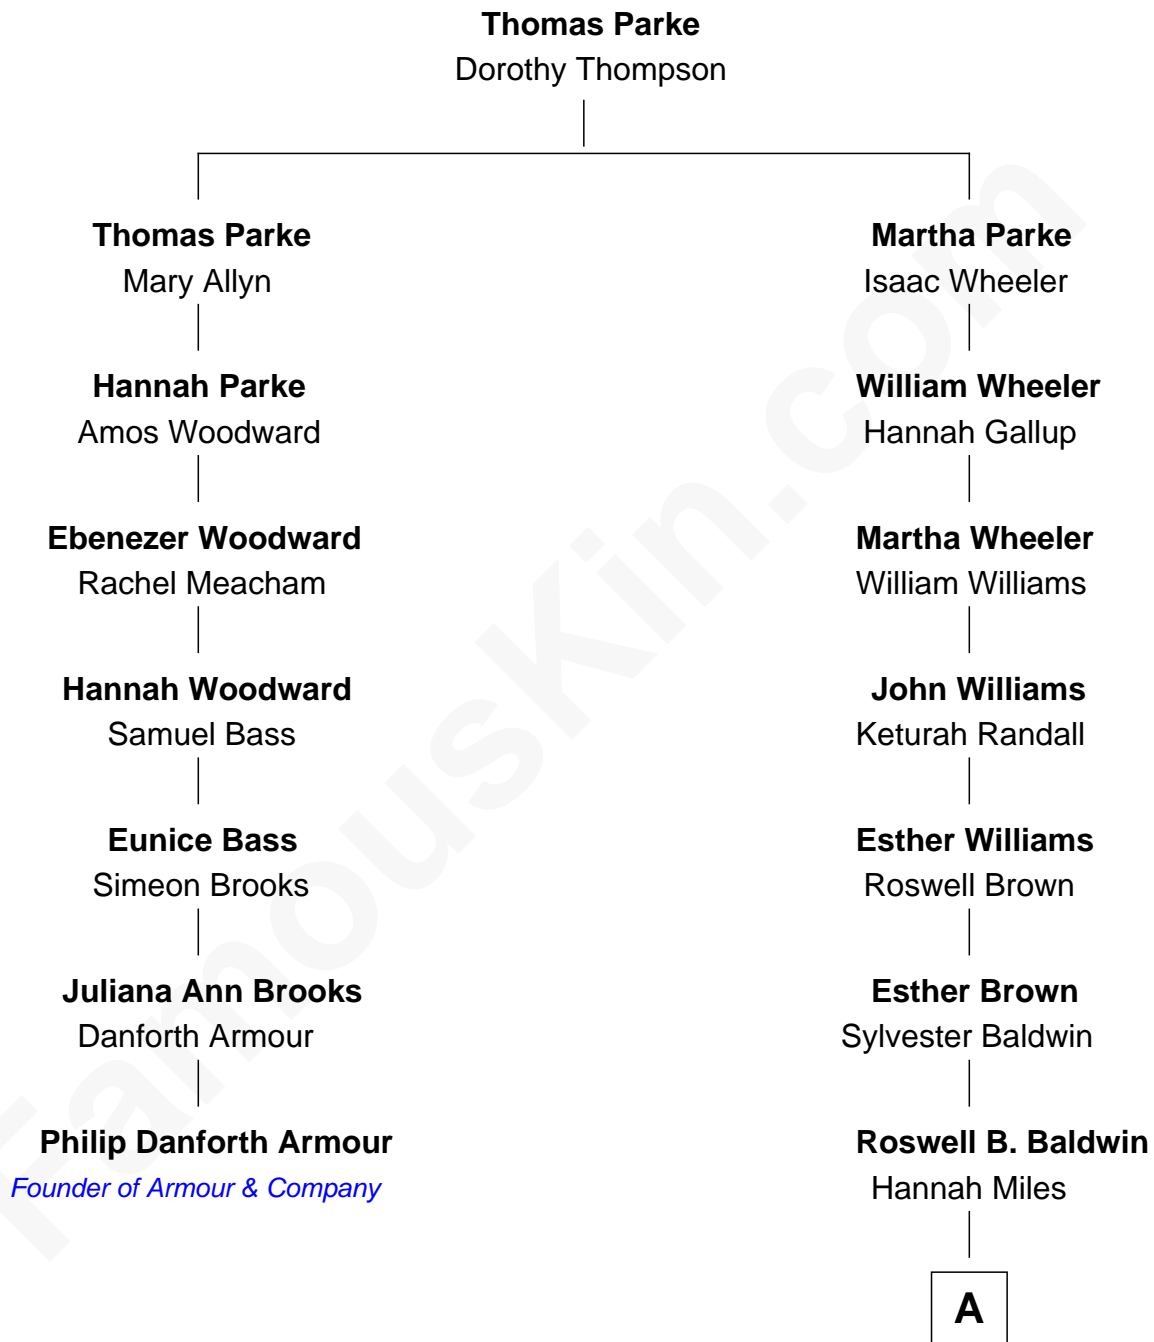 Thomas Parke
Dorothy Thompson
Thomas Parke
Mary Allyn
Hannah Parke
Amos Woodward
Ebenezer Woodward
Rachel Meacham
Hannah Woodward
Samuel Bass
Eunice Bass
Simeon Brooks
Juliana Ann Brooks
Danforth Armour
Philip Danforth Armour
Founder of Armour & Company
Martha Parke
Isaac Wheeler
William Wheeler
Hannah Gallup
Martha Wheeler
William Williams
John Williams
Keturah Randall
Esther Williams
Roswell Brown
Esther Brown
Sylvester Baldwin
Roswell B. Baldwin
Hannah Miles
A
FamousKin.com